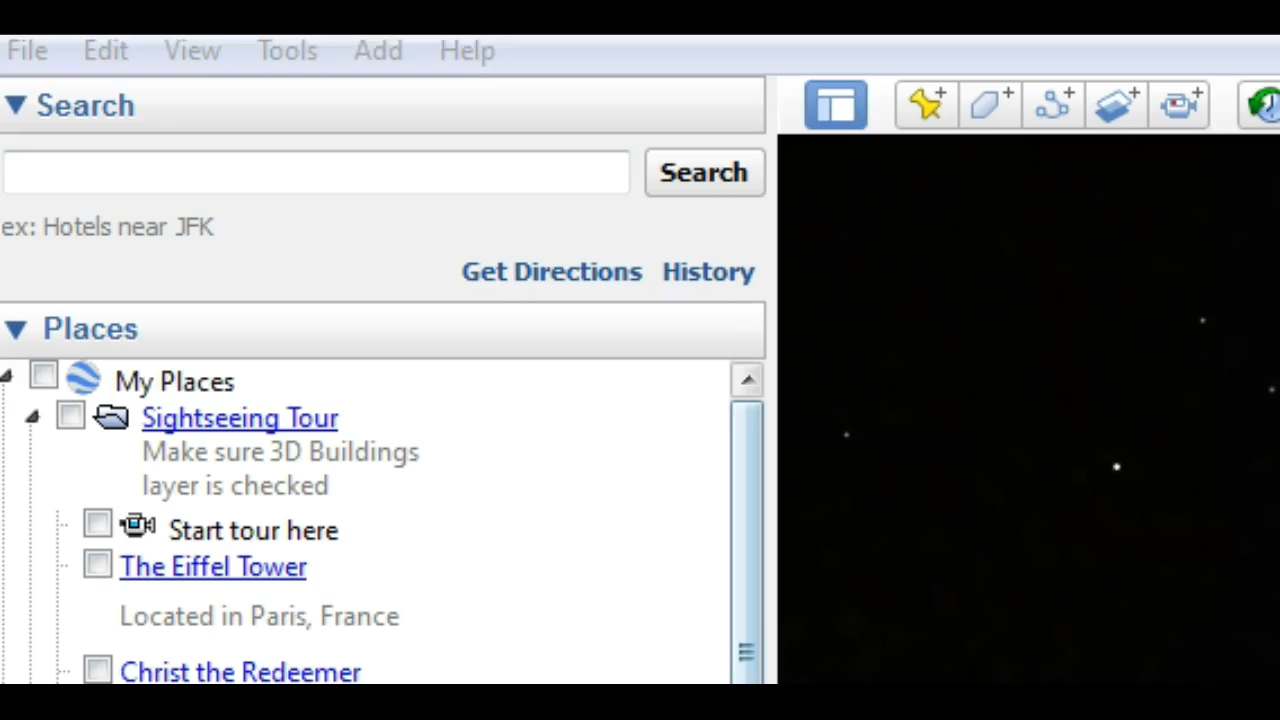 File Edit View Tools Add Help
Search
Search
ex: Hotels near JFK
Get Directions History
Places
My Places
Sightseeing Tour
Make sure 3D Buildings
layer is checked
Start tour here
The Eiffel Tower
Located in Paris, France
Christ the Redeemer